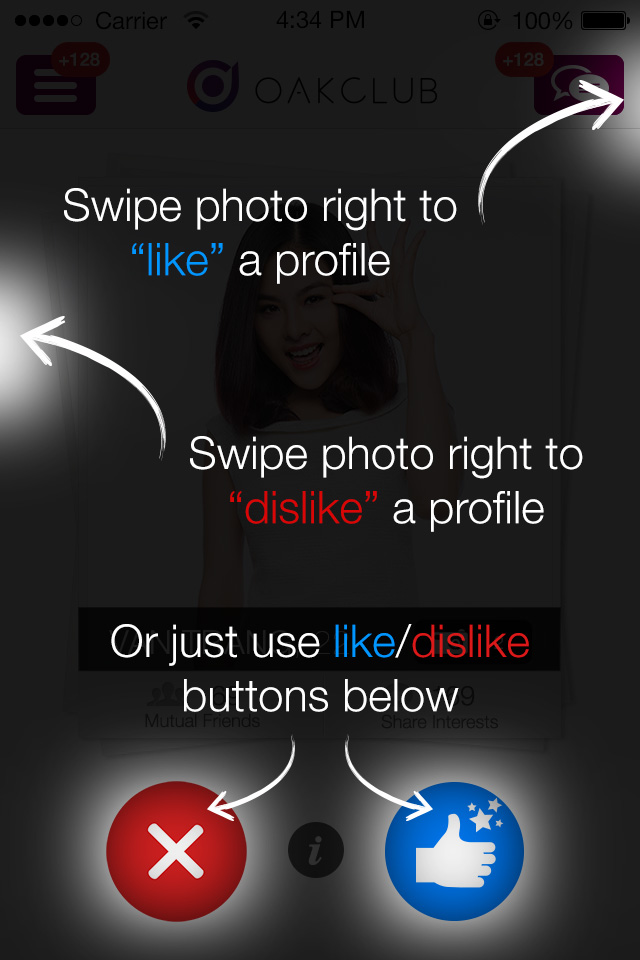 Carrier 4:34 PM 100%
+128 +128
OAKCLUB
Swipe photo right to
“like” a profile
Swipe photo right to
“dislike” a profile
Or just use like/dislike
buttons below
Mutual Friends Share Interests
i